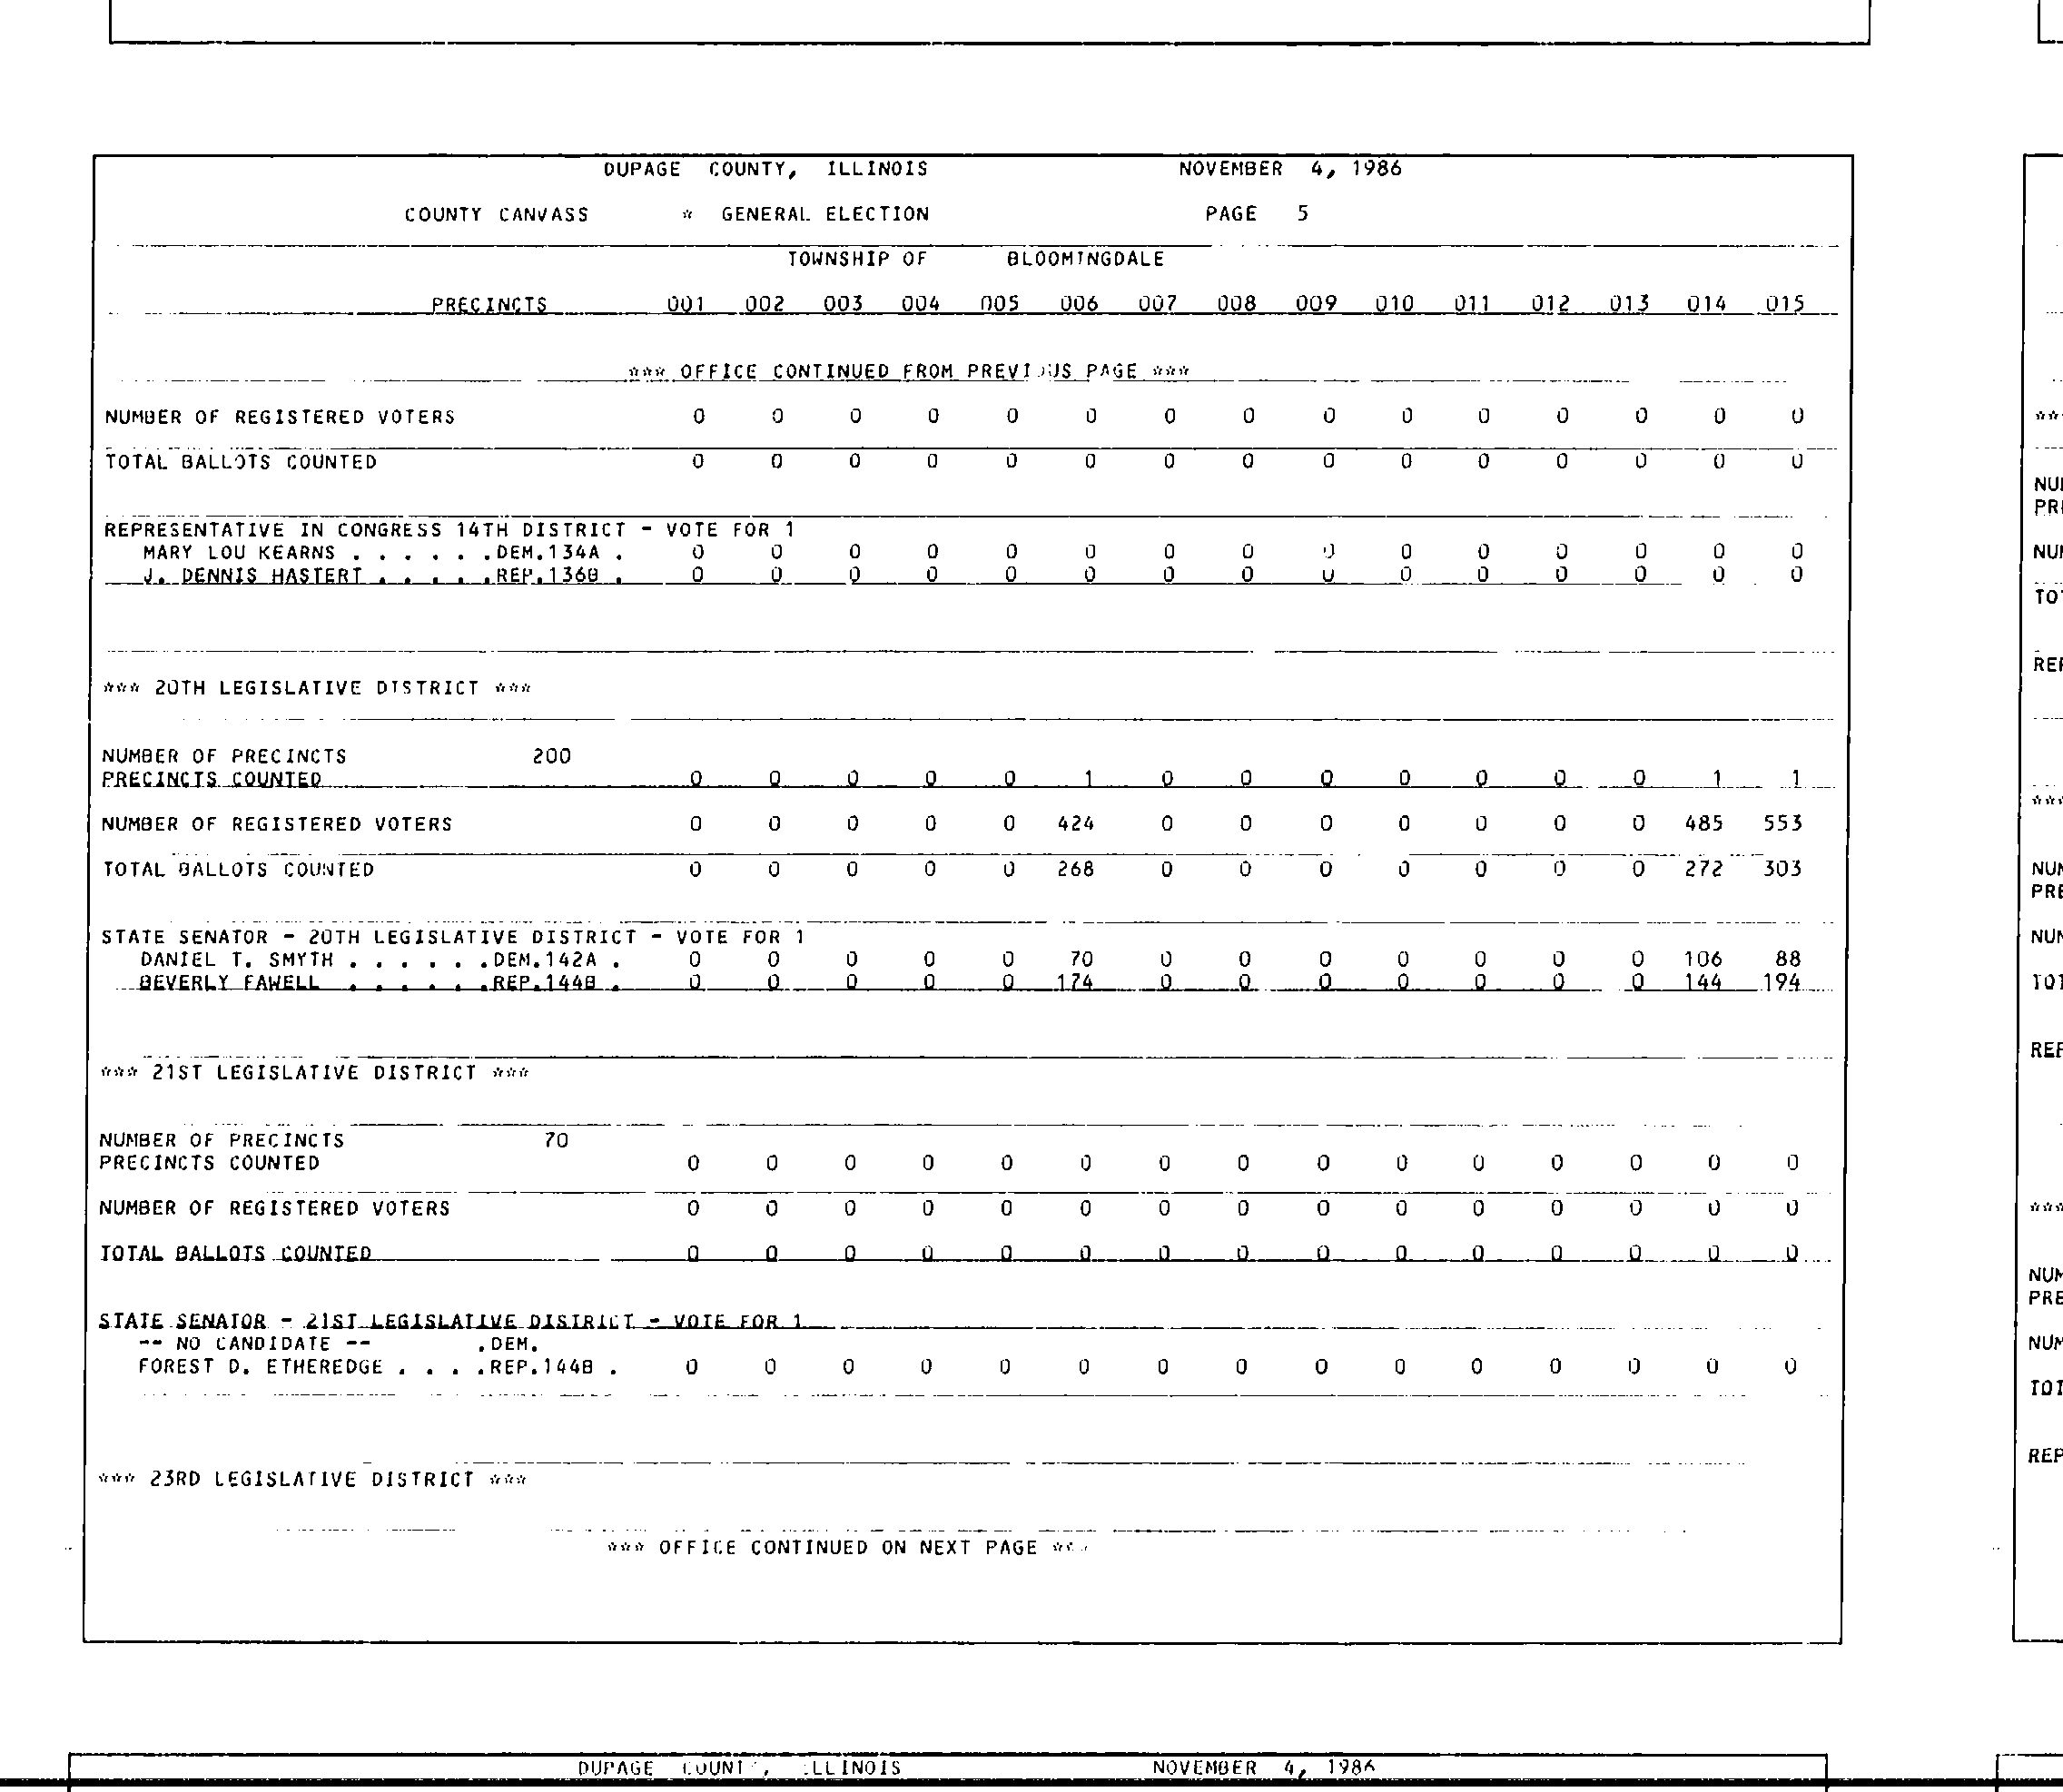 DUPAGE COUNTY, ILLINOIS NOVEMBER 4, 1986
COUNTY CANVASS * GENERAL ELECTION PAGE 5
TOWNSHIP OF BLOOMINGDALE
PRECINCTS 001 002 003 004 005 006 007 008 009 010 011 012 013 014 015
*** OFFICE CONTINUED FROM PREVIOUS PAGE ***
NUMBER OF REGISTERED VOTERS 0 0 0 0 0 0 0 0 0 0 0 0 0 0 0
TOTAL BALLOTS COUNTED 0 0 0 0 0 0 0 0 0 0 0 0 0 0 0
REPRESENTATIVE IN CONGRESS 14TH DISTRICT - VOTE FOR 1
MARY LOU KEARNS . . . . . .DEM.134A . 0 0 0 0 0 0 0 0 0 0 0 0 0 0 0
J. DENNIS HASTERT . . . . .REP.136B . 0 0 0 0 0 0 0 0 0 0 0 0 0 0 0
*** 20TH LEGISLATIVE DISTRICT ***
NUMBER OF PRECINCTS 200
PRECINCTS COUNTED 0 0 0 0 0 1 0 0 0 0 0 0 0 1 1
NUMBER OF REGISTERED VOTERS 0 0 0 0 0 424 0 0 0 0 0 0 0 485 553
TOTAL BALLOTS COUNTED 0 0 0 0 0 268 0 0 0 0 0 0 0 272 303
STATE SENATOR - 20TH LEGISLATIVE DISTRICT - VOTE FOR 1
DANIEL T. SMYTH . . . . . .DEM.142A . 0 0 0 0 0 70 0 0 0 0 0 0 0 106 88
BEVERLY FAWELL . . . . . .REP.144B . 0 0 0 0 0 174 0 0 0 0 0 0 0 144 194
*** 21ST LEGISLATIVE DISTRICT ***
NUMBER OF PRECINCTS 70
PRECINCTS COUNTED 0 0 0 0 0 0 0 0 0 0 0 0 0 0 0
NUMBER OF REGISTERED VOTERS 0 0 0 0 0 0 0 0 0 0 0 0 0 0 0
TOTAL BALLOTS COUNTED 0 0 0 0 0 0 0 0 0 0 0 0 0 0 0
STATE SENATOR - 21ST LEGISLATIVE DISTRICT - VOTE FOR 1
-- NO CANDIDATE -- .DEM.
FOREST D. ETHEREDGE . . . .REP.144B . 0 0 0 0 0 0 0 0 0 0 0 0 0 0 0
*** 23RD LEGISLATIVE DISTRICT ***
*** OFFICE CONTINUED ON NEXT PAGE ***
DUPAGE COUNTY, ILLINOIS NOVEMBER 4, 1986